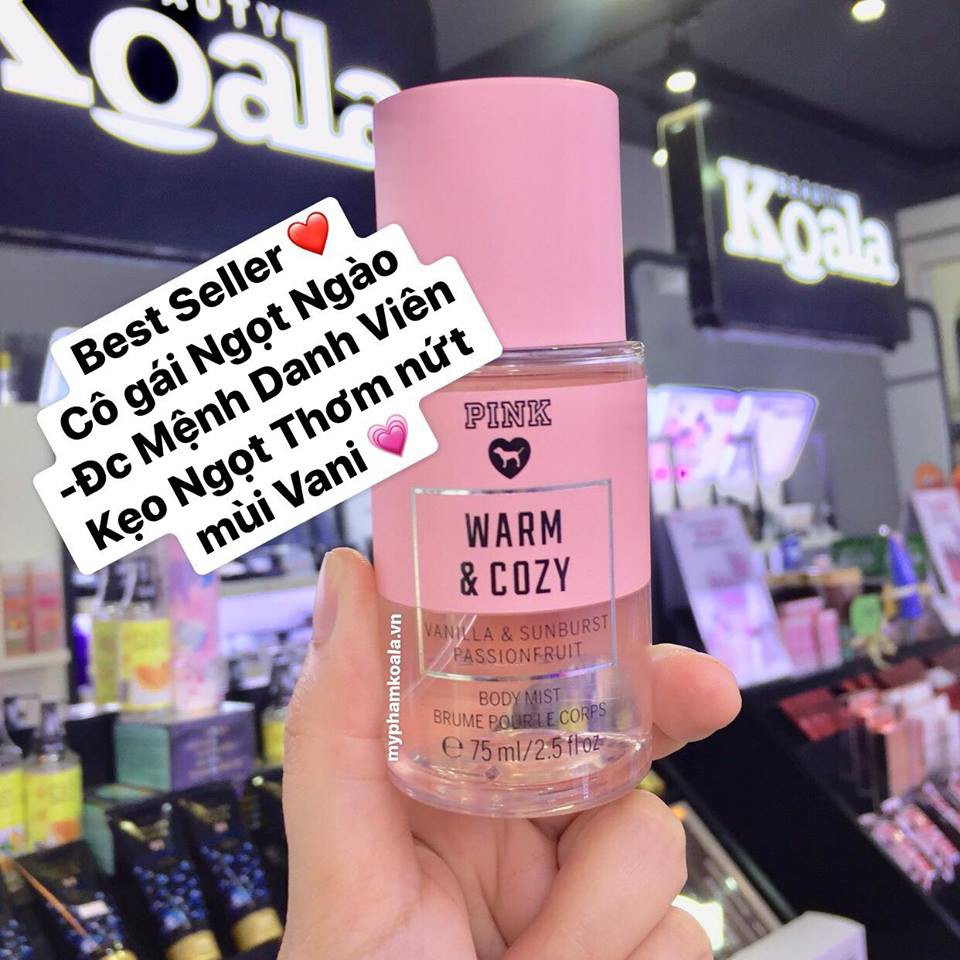 BEAUTY
Koala
BEAUTY
Koala
Best Seller❤️
Cô gái Ngọt Ngào
-Đc Mệnh Danh Viên
Kẹo Ngọt Thơm nứt
mùi Vani 💗
PINK
WARM
& COZY
VANILLA & SUNBURST
PASSIONFRUIT
BODY MIST
BRUME POUR LE CORPS
℮ 75 ml/2.5 fl oz
myphamkoala.vn